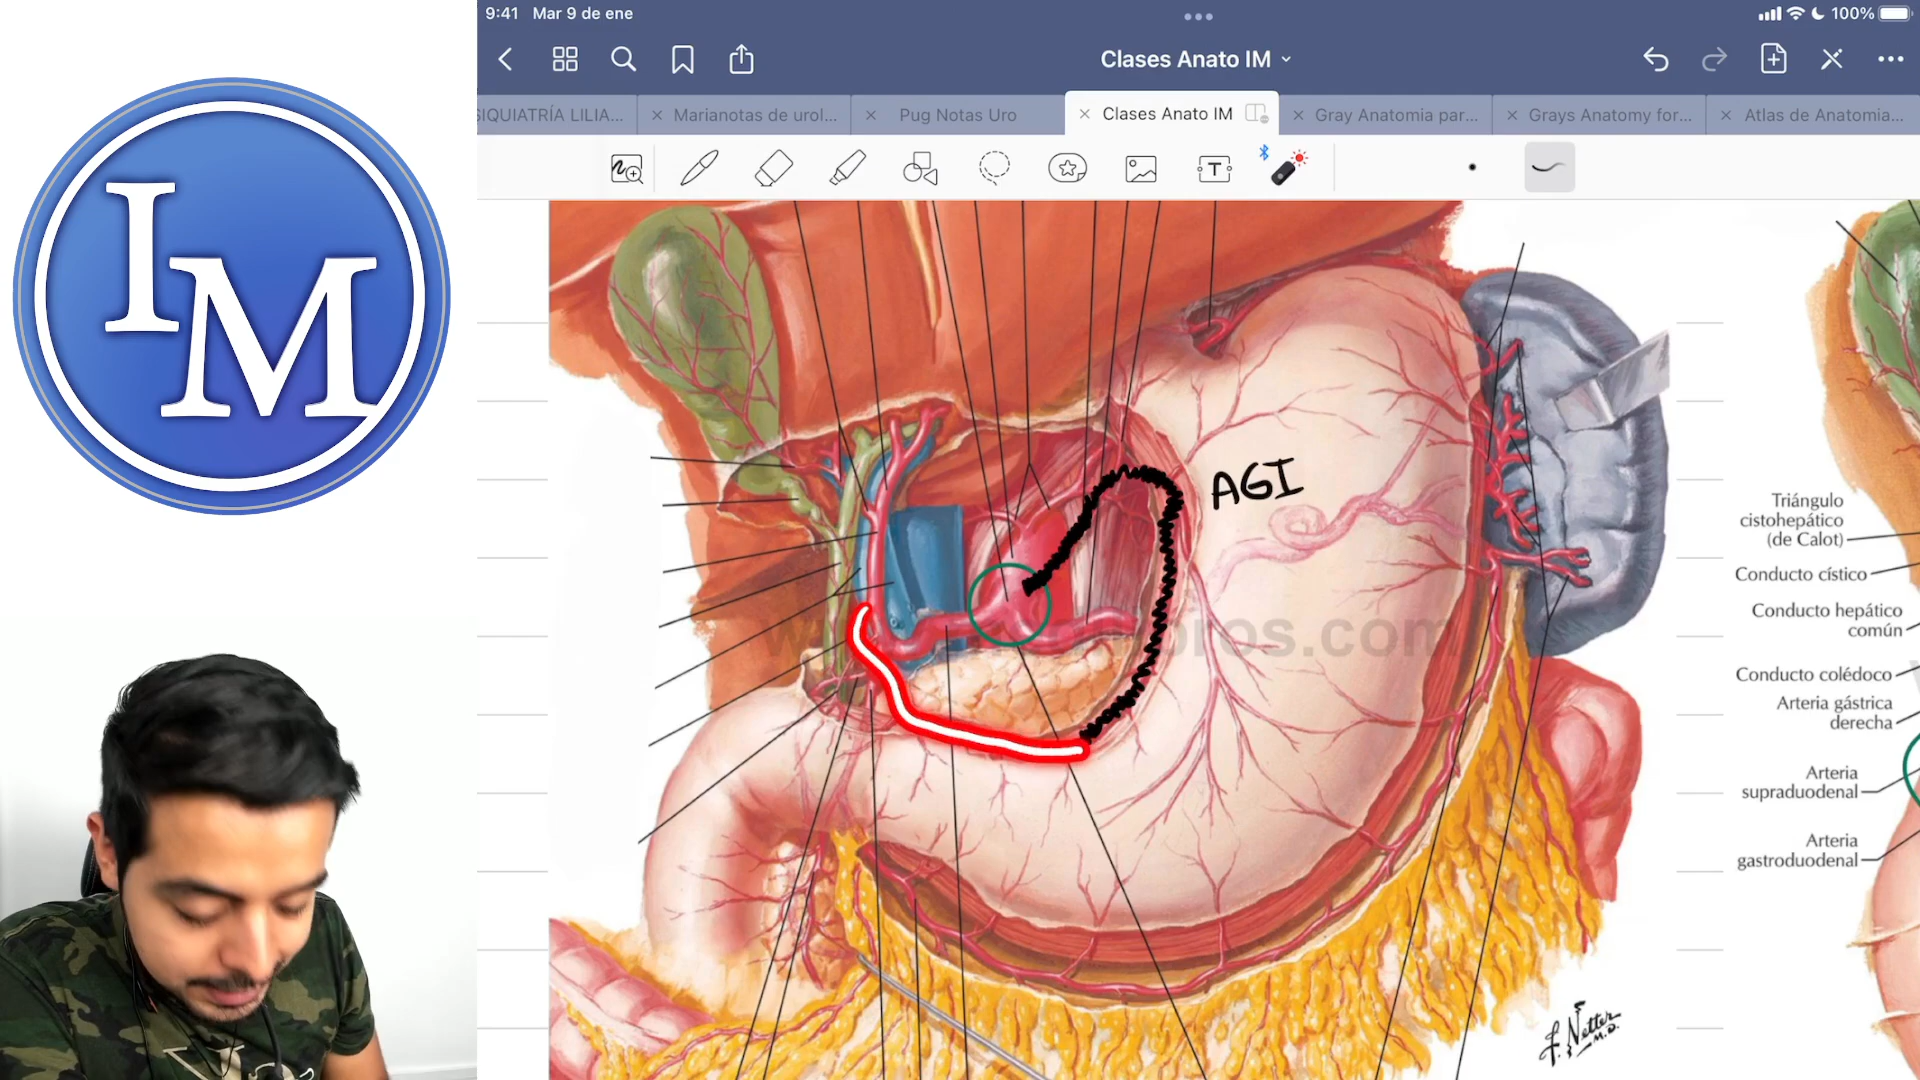 IM
9:41 Mar 9 de ene
100%
Clases Anato IM
SIQUIATRÍA LILIA...
Marianotas de urol...
Pug Notas Uro
Clases Anato IM
Gray Anatomia par...
Grays Anatomy for...
Atlas de Anatomia...
T
AGI
Triángulo
cistohepático
(de Calot)
Conducto cístico
Conducto hepático
común
Conducto colédoco
Arteria gástrica
derecha
Arteria
supraduodenal
Arteria
gastroduodenal
F. Netter
M.D.